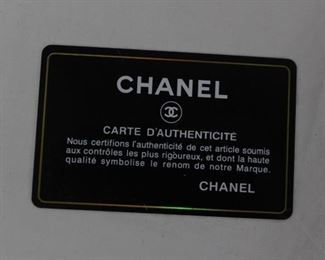 CHANEL
CARTE D'AUTHENTICITÉ
Nous certifions l'authenticité de cet article soumis
aux contrôles les plus rigoureux, et dont la haute
qualité symbolise le renom de notre Marque.
CHANEL